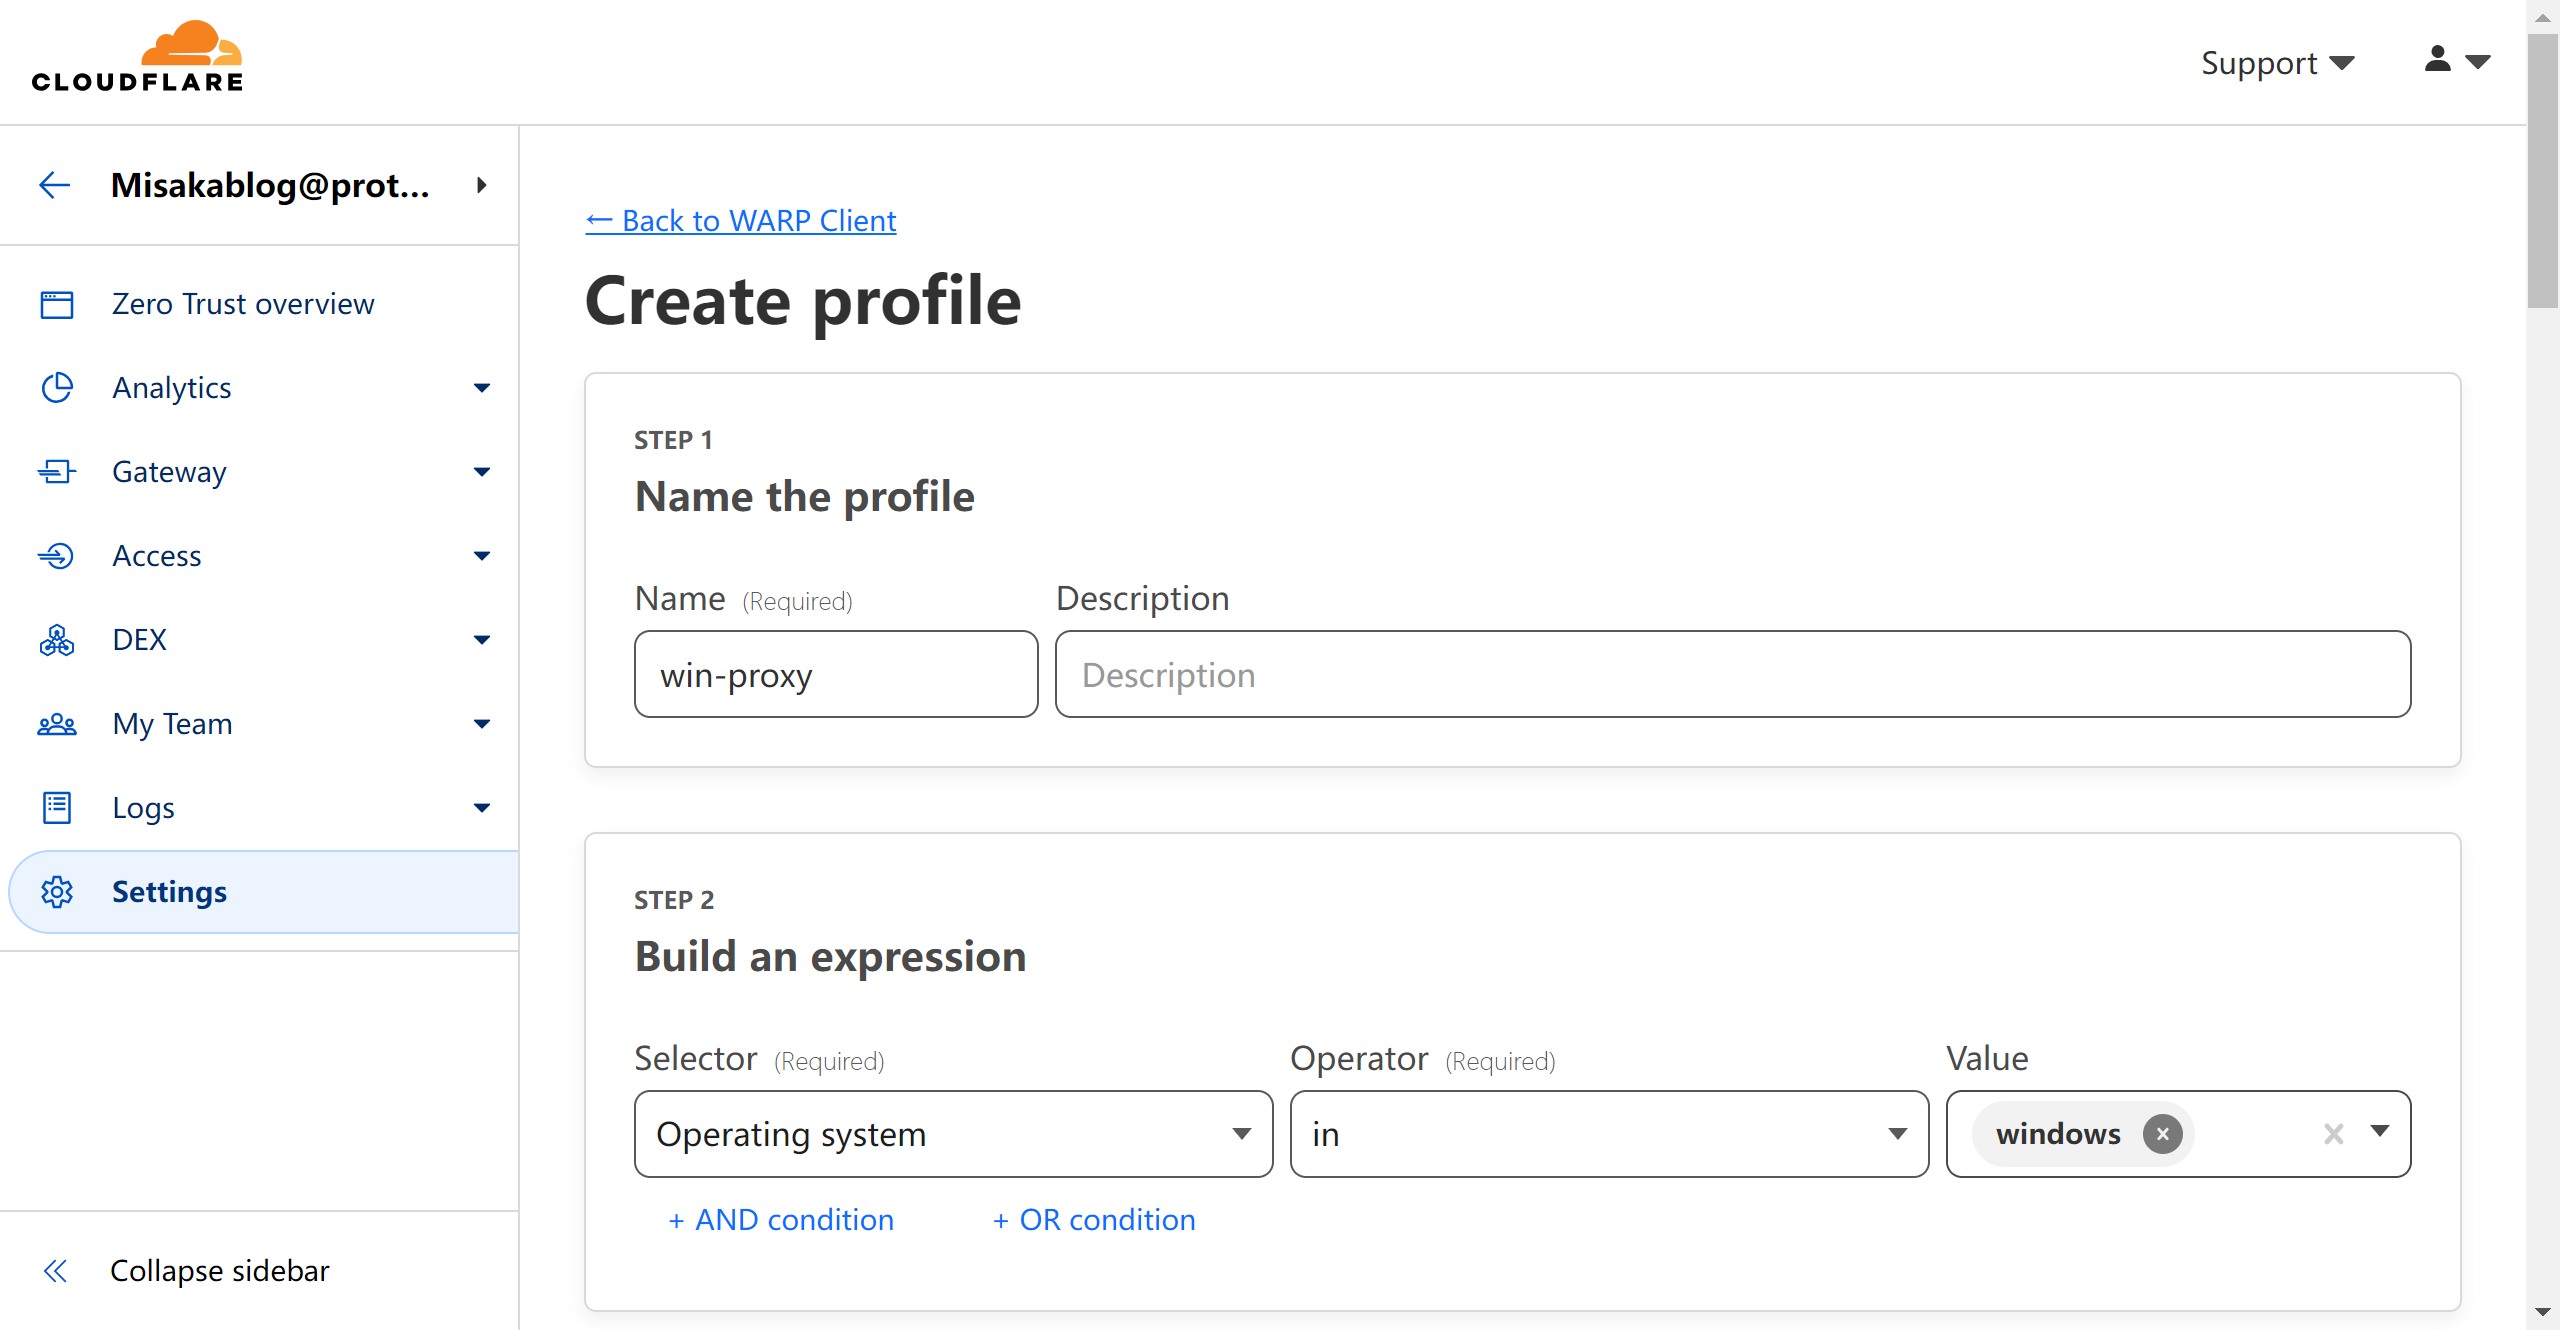 CLOUDFLARE
Support
Misakablog@prot...
Zero Trust overview
Analytics
Gateway
Access
DEX
My Team
Logs
Settings
Collapse sidebar
← Back to WARP Client
Create profile
STEP 1
Name the profile
Name (Required) Description
win-proxy Description
STEP 2
Build an expression
Selector (Required) Operator (Required) Value
Operating system in windows
+ AND condition + OR condition